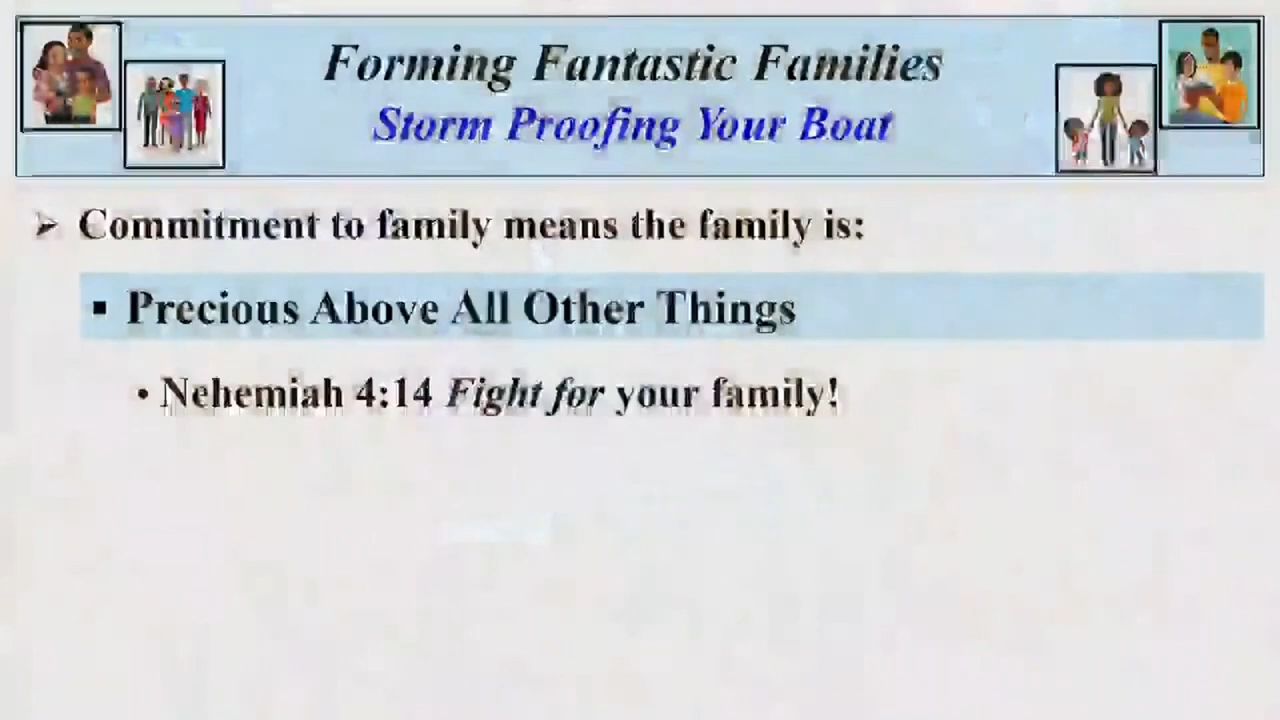 Forming Fantastic Families
Storm Proofing Your Boat
➢ Commitment to family means the family is:
▪ Precious Above All Other Things
• Nehemiah 4:14 Fight for your family!